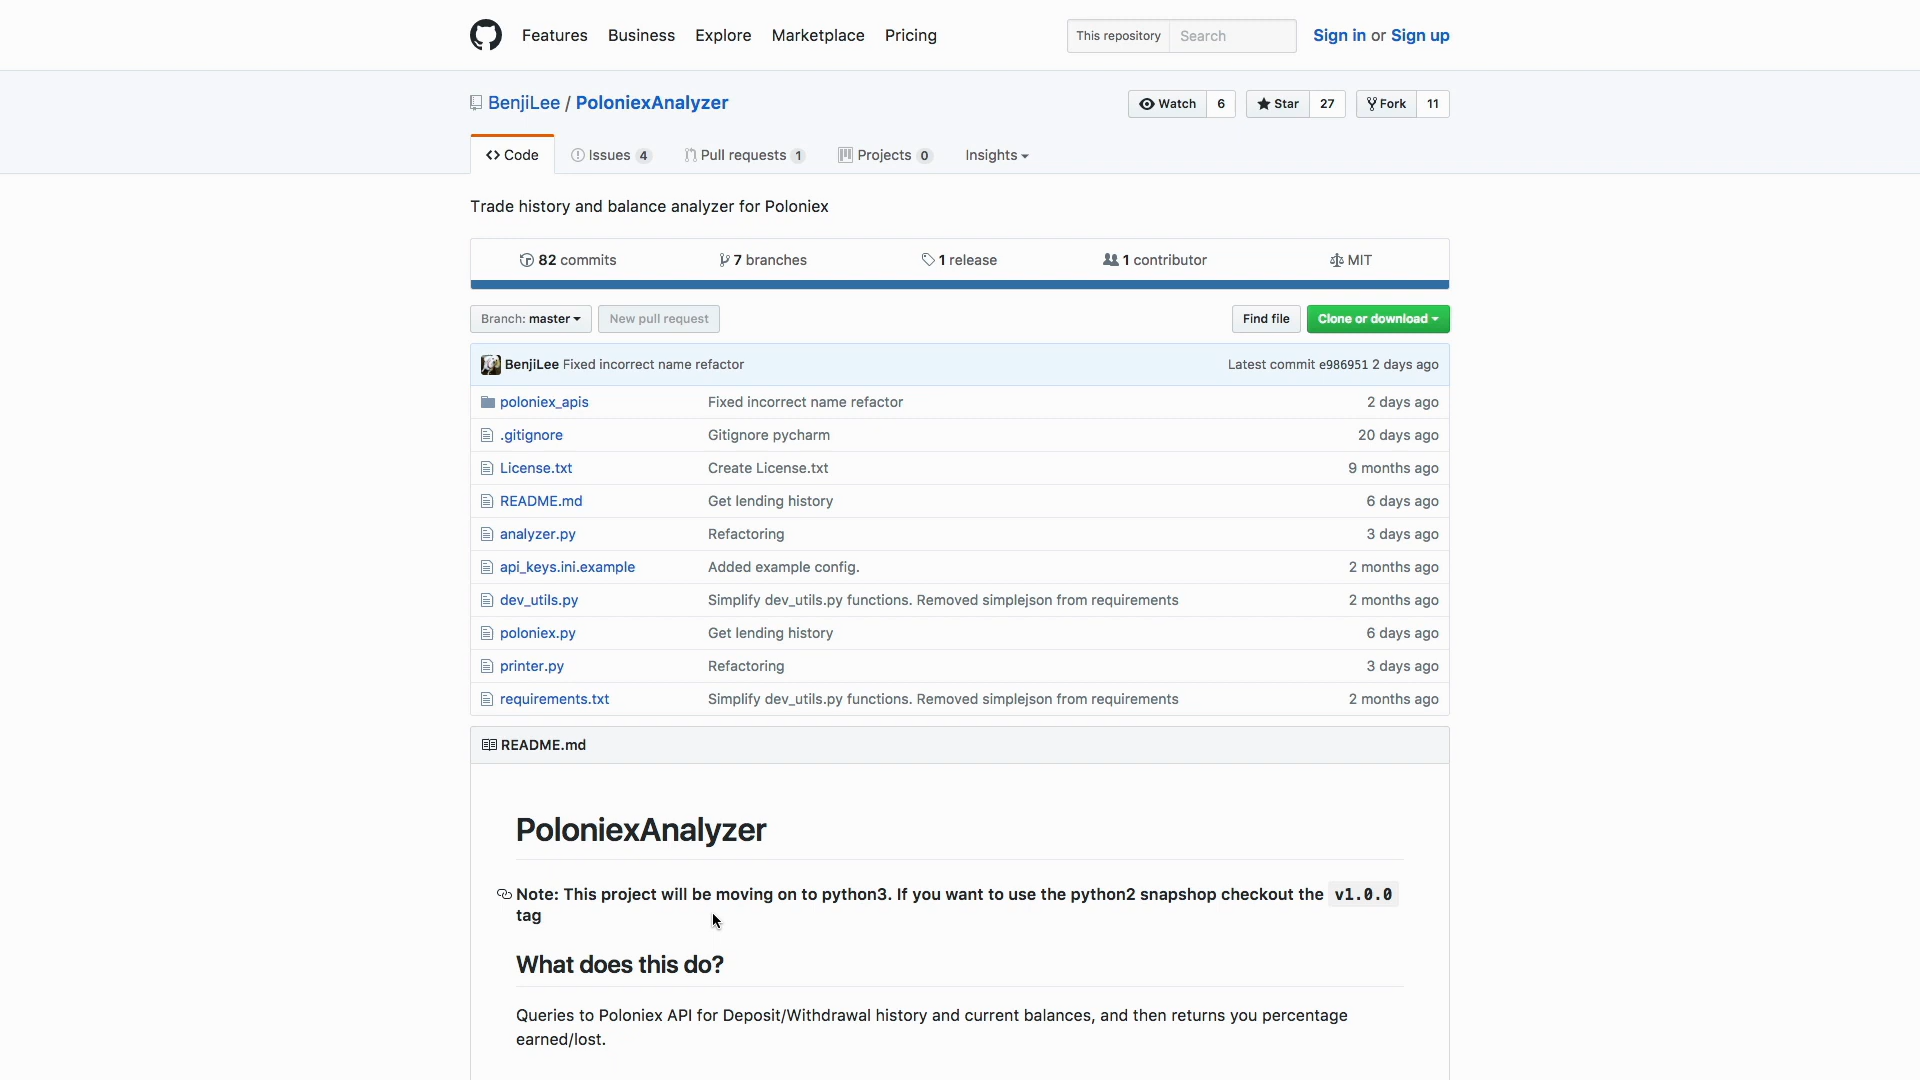 Features Business Explore Marketplace Pricing This repository Search Sign in or Sign up
BenjiLee / PoloniexAnalyzer Watch 6 Star 27 Fork 11
Code Issues 4 Pull requests 1 Projects 0 Insights
Trade history and balance analyzer for Poloniex
82 commits 7 branches 1 release 1 contributor MIT
Branch: master New pull request Find file Clone or download
BenjiLee Fixed incorrect name refactor Latest commit e986951 2 days ago
poloniex_apis Fixed incorrect name refactor 2 days ago
.gitignore Gitignore pycharm 20 days ago
License.txt Create License.txt 9 months ago
README.md Get lending history 6 days ago
analyzer.py Refactoring 3 days ago
api_keys.ini.example Added example config. 2 months ago
dev_utils.py Simplify dev_utils.py functions. Removed simplejson from requirements 2 months ago
poloniex.py Get lending history 6 days ago
printer.py Refactoring 3 days ago
requirements.txt Simplify dev_utils.py functions. Removed simplejson from requirements 2 months ago
README.md
PoloniexAnalyzer
Note: This project will be moving on to python3. If you want to use the python2 snapshop checkout the v1.0.0
tag
What does this do?
Queries to Poloniex API for Deposit/Withdrawal history and current balances, and then returns you percentage
earned/lost.